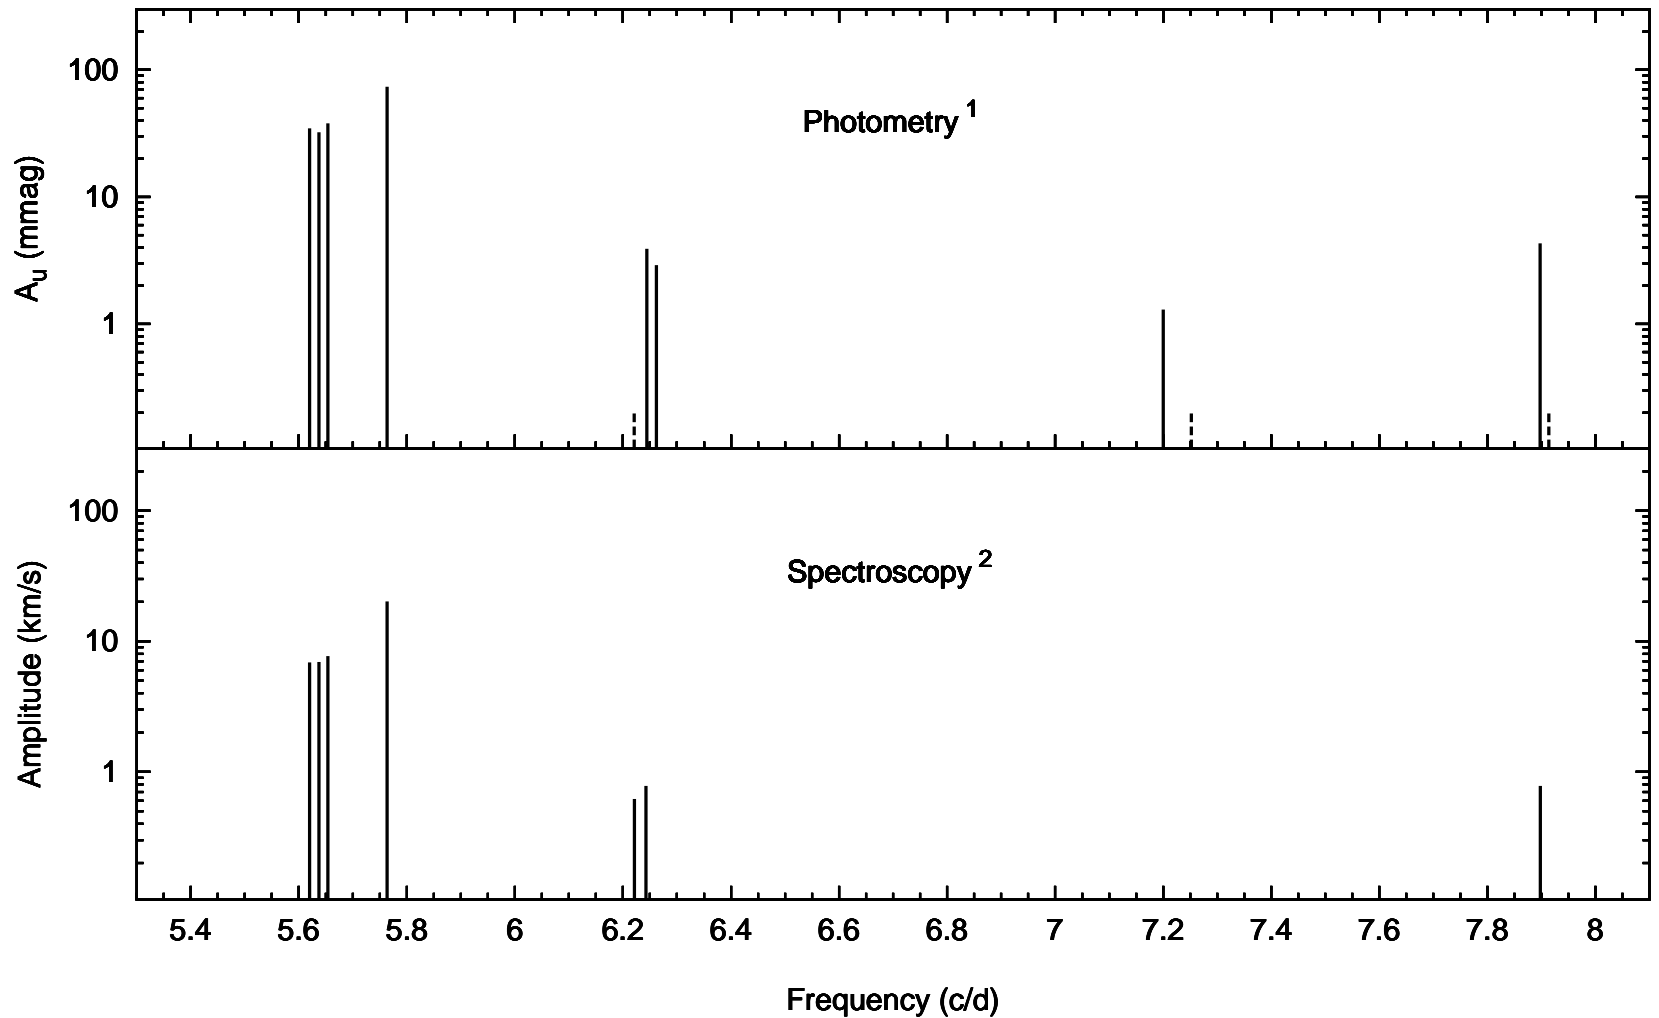 100
10
1
A_u (mmag)
Photometry ^1
100
10
1
Amplitude (km/s)
Spectroscopy ^2
5.4 5.6 5.8 6 6.2 6.4 6.6 6.8 7 7.2 7.4 7.6 7.8 8
Frequency (c/d)